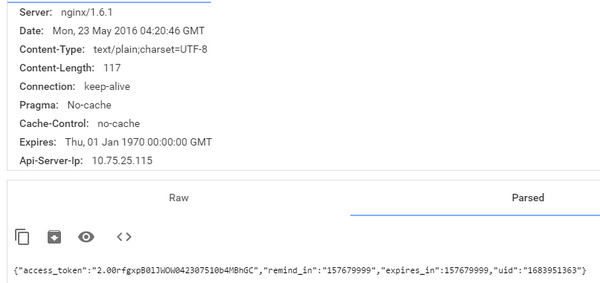 Server: nginx/1.6.1
Date: Mon, 23 May 2016 04:20:46 GMT
Content-Type: text/plain;charset=UTF-8
Content-Length: 117
Connection: keep-alive
Pragma: No-cache
Cache-Control: no-cache
Expires: Thu, 01 Jan 1970 00:00:00 GMT
Api-Server-Ip: 10.75.25.115
Raw Parsed
{"access_token":"2.00rfgxpB01JWOW042307510b4MBhGC","remind_in":"157679999","expires_in":157679999,"uid":"1683951363"}